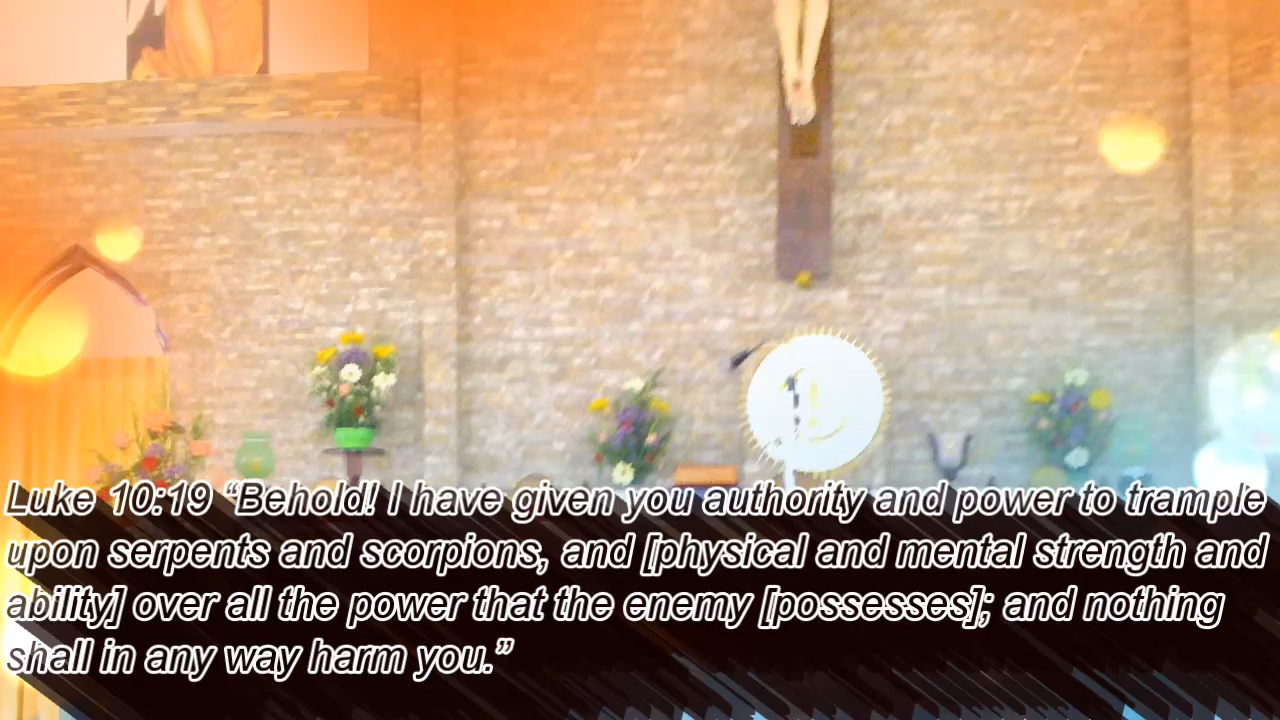 Luke 10:19 “Behold! I have given you authority and power to trample
upon serpents and scorpions, and [physical and mental strength and
ability] over all the power that the enemy [possesses]; and nothing
shall in any way harm you.”